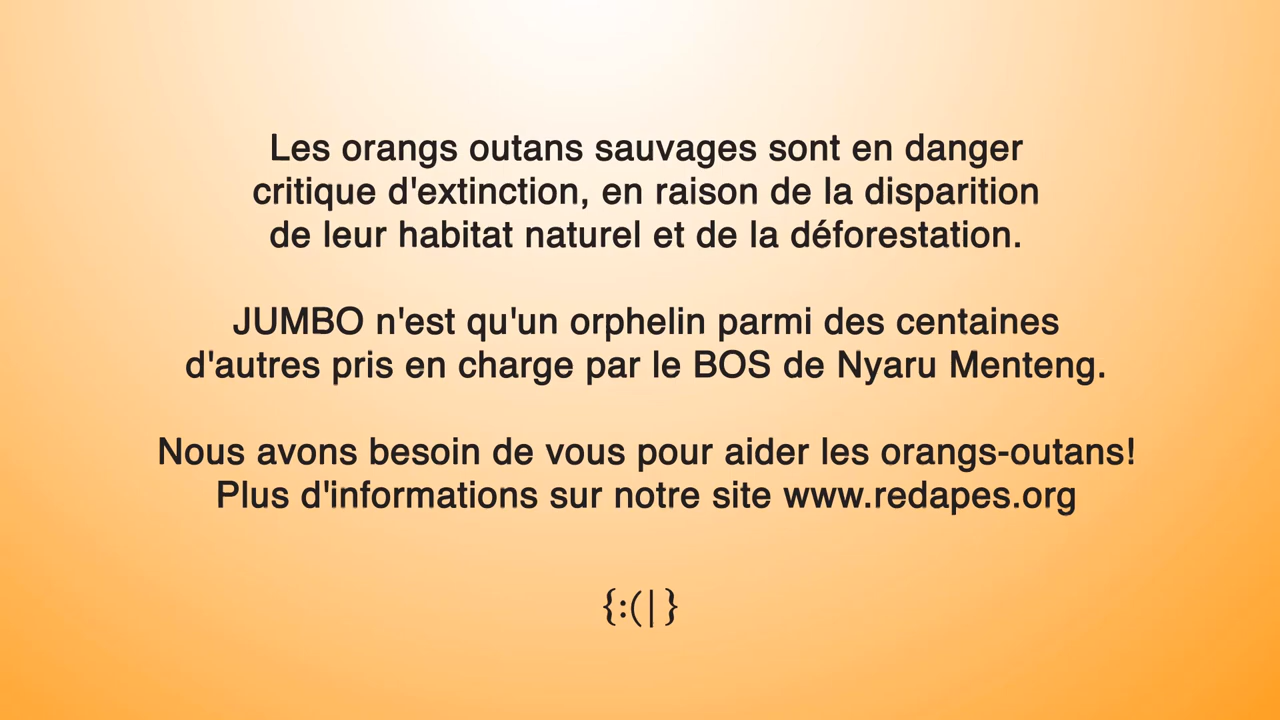 Les orangs outans sauvages sont en danger
critique d'extinction, en raison de la disparition
de leur habitat naturel et de la déforestation.
JUMBO n'est qu'un orphelin parmi des centaines
d'autres pris en charge par le BOS de Nyaru Menteng.
Nous avons besoin de vous pour aider les orangs-outans!
Plus d'informations sur notre site www.redapes.org
{:(|}